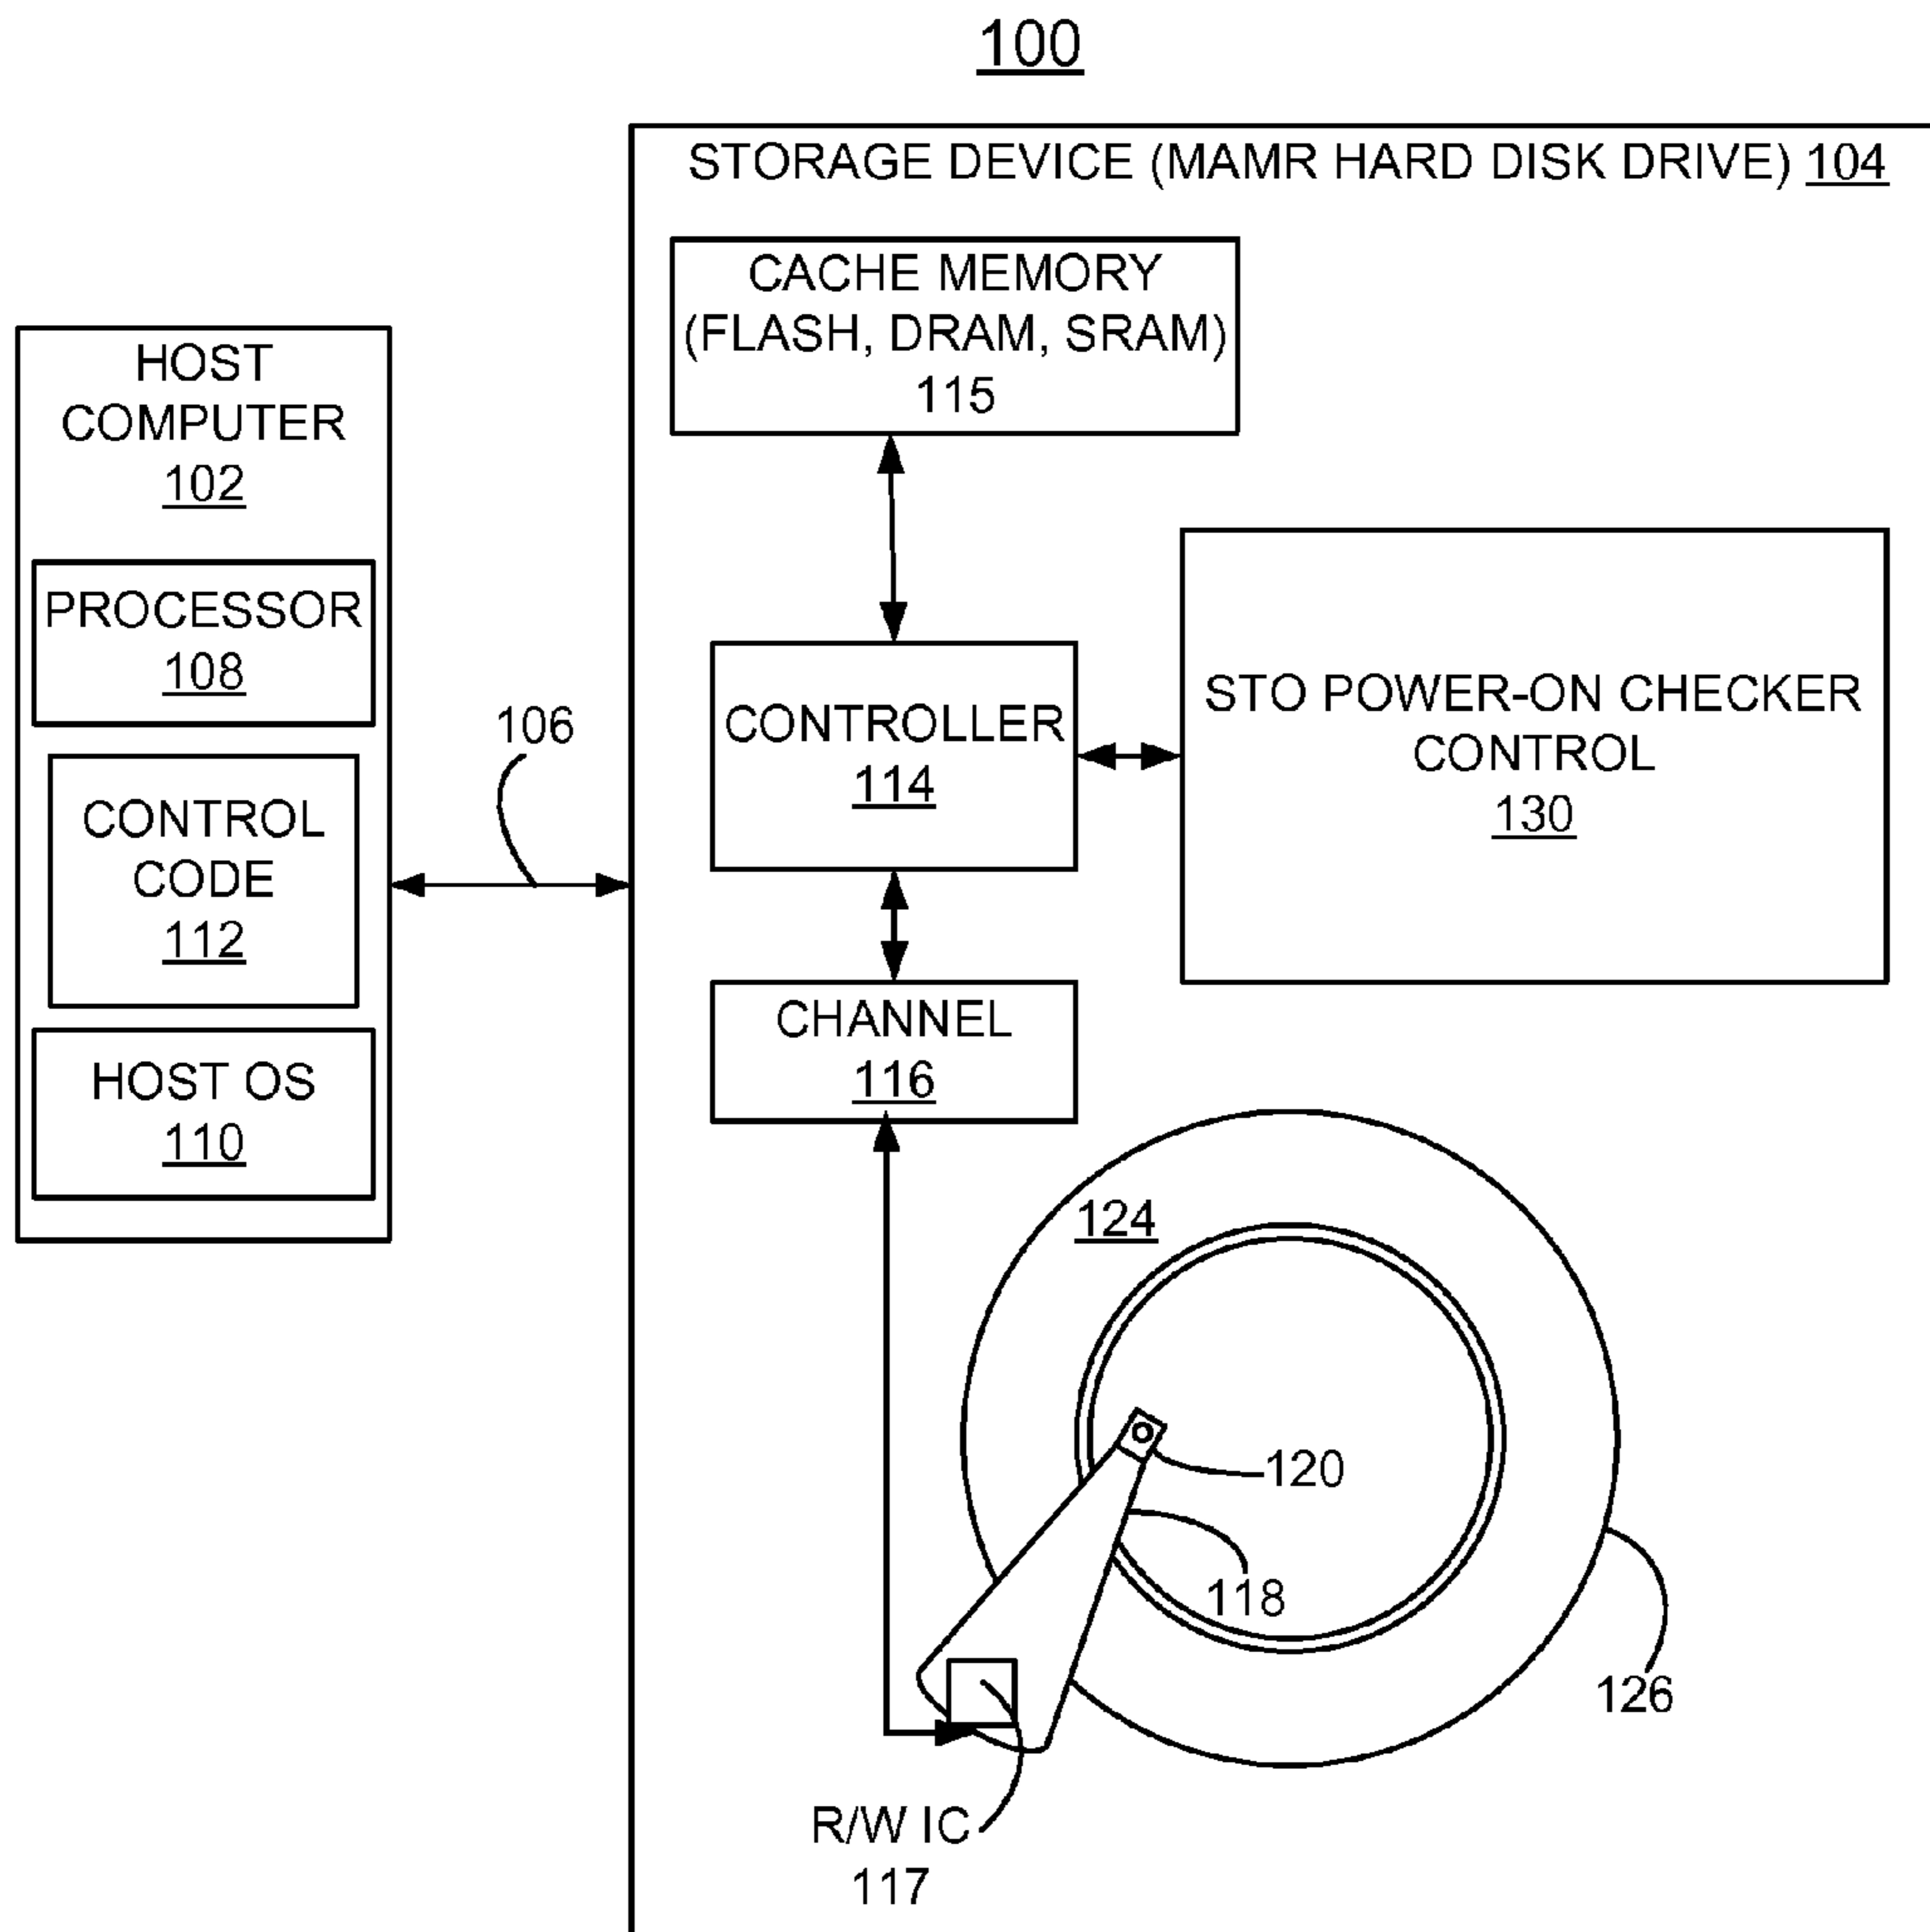 100
STORAGE DEVICE (MAMR HARD DISK DRIVE) 104
CACHE MEMORY
(FLASH, DRAM, SRAM)
115
HOST
COMPUTER
102
PROCESSOR
108
CONTROL
CODE
112
HOST OS
110
106
CONTROLLER
114
STO POWER-ON CHECKER
CONTROL
130
CHANNEL
116
124
120
118
126
R/W IC
117